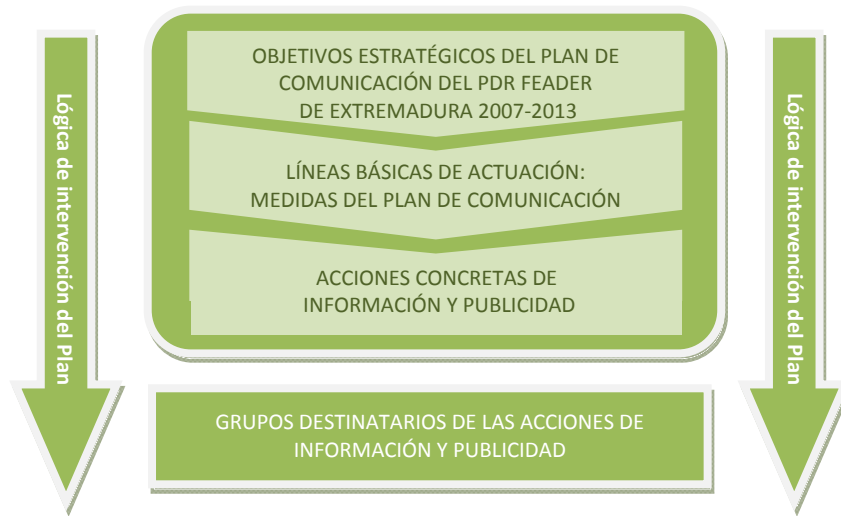 Lógica de intervención del Plan
OBJETIVOS ESTRATÉGICOS DEL PLAN DE
COMUNICACIÓN DEL PDR FEADER
DE EXTREMADURA 2007-2013
LÍNEAS BÁSICAS DE ACTUACIÓN:
MEDIDAS DEL PLAN DE COMUNICACIÓN
ACCIONES CONCRETAS DE
INFORMACIÓN Y PUBLICIDAD
GRUPOS DESTINATARIOS DE LAS ACCIONES DE
INFORMACIÓN Y PUBLICIDAD
Lógica de intervención del Plan